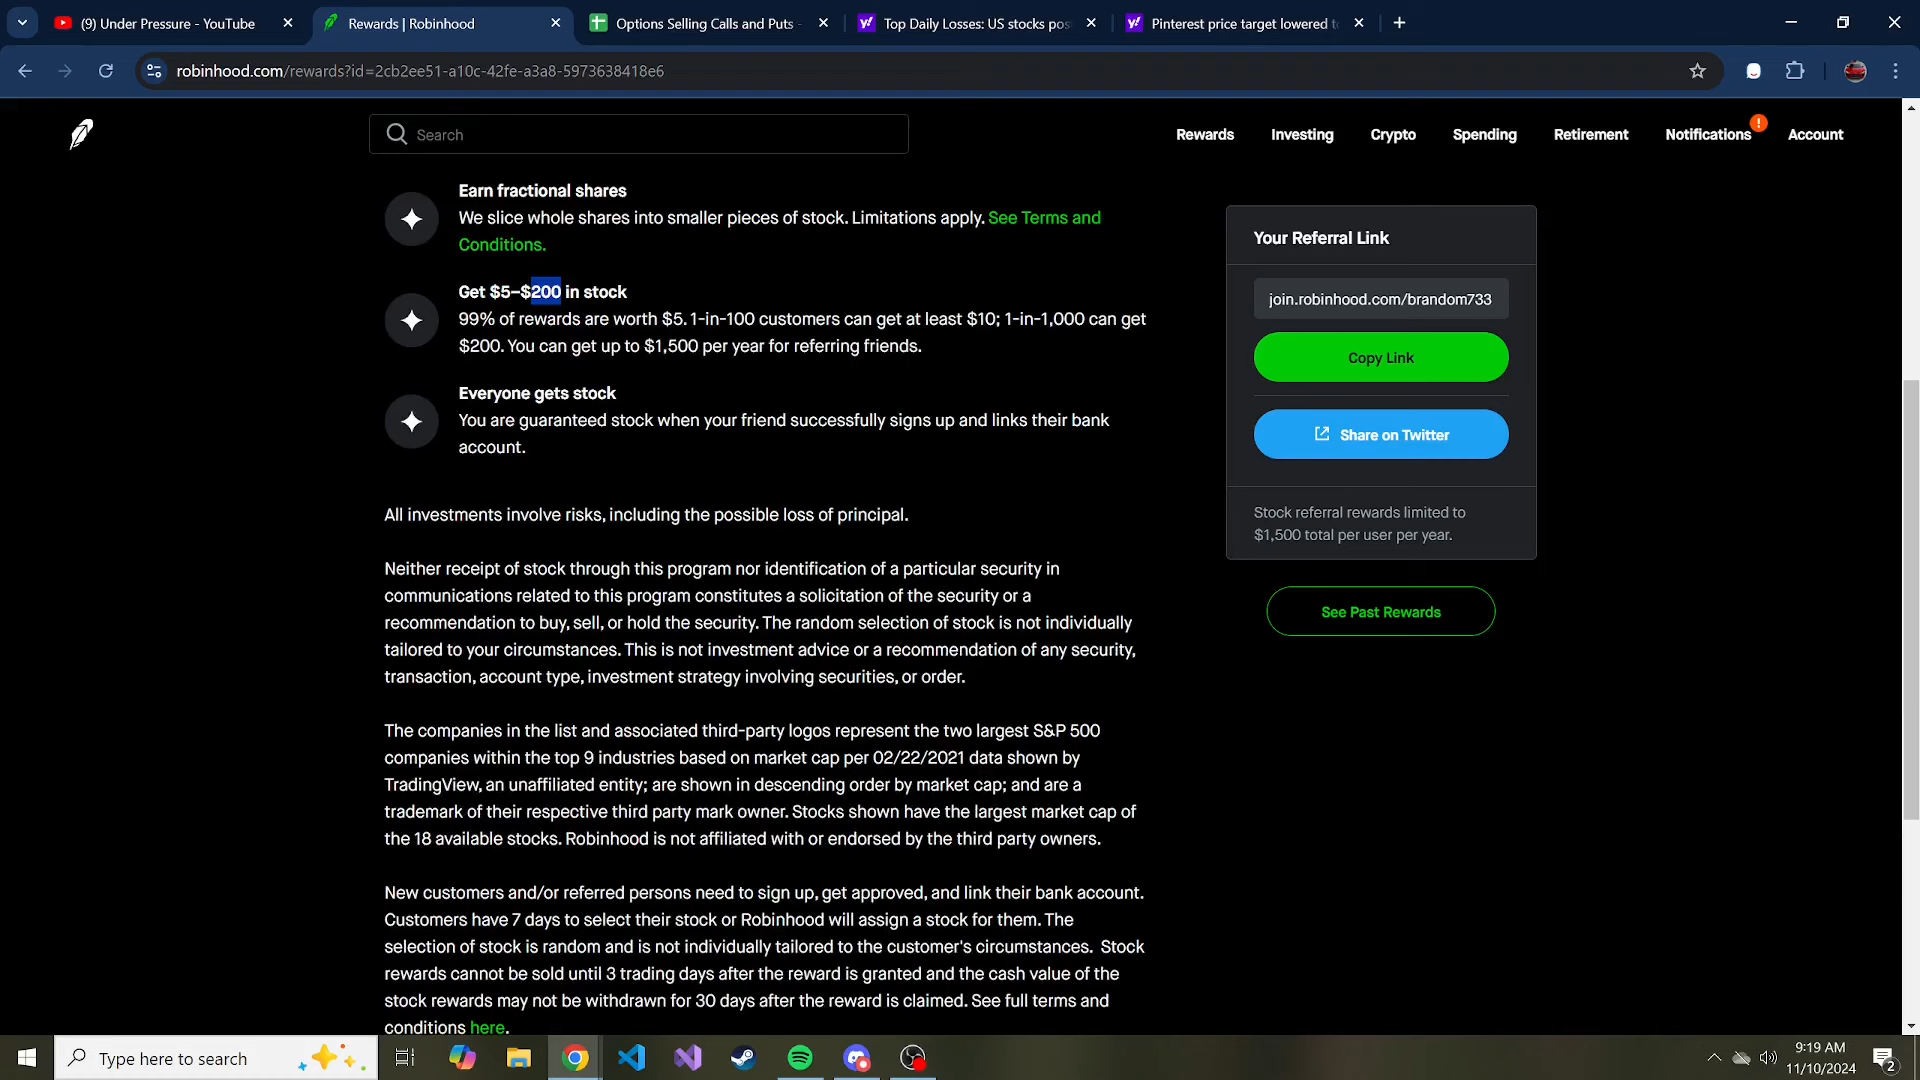 (9) Under Pressure - YouTube
Rewards | Robinhood
Options Selling Calls and Puts -
Top Daily Losses: US stocks pos
Pinterest price target lowered t
robinhood.com/rewards?id=2cb2ee51-a10c-42fe-a3a8-5973638418e6
Search
Rewards
Investing
Crypto
Spending
Retirement
Notifications
!
Account
Earn fractional shares
We slice whole shares into smaller pieces of stock. Limitations apply. See Terms and
Conditions.
Get $5–$200 in stock
99% of rewards are worth $5. 1-in-100 customers can get at least $10; 1-in-1,000 can get
$200. You can get up to $1,500 per year for referring friends.
Everyone gets stock
You are guaranteed stock when your friend successfully signs up and links their bank
account.
All investments involve risks, including the possible loss of principal.
Neither receipt of stock through this program nor identification of a particular security in
communications related to this program constitutes a solicitation of the security or a
recommendation to buy, sell, or hold the security. The random selection of stock is not individually
tailored to your circumstances. This is not investment advice or a recommendation of any security,
transaction, account type, investment strategy involving securities, or order.
The companies in the list and associated third-party logos represent the two largest S&P 500
companies within the top 9 industries based on market cap per 02/22/2021 data shown by
TradingView, an unaffiliated entity; are shown in descending order by market cap; and are a
trademark of their respective third party mark owner. Stocks shown have the largest market cap of
the 18 available stocks. Robinhood is not affiliated with or endorsed by the third party owners.
New customers and/or referred persons need to sign up, get approved, and link their bank account.
Customers have 7 days to select their stock or Robinhood will assign a stock for them. The
selection of stock is random and is not individually tailored to the customer's circumstances. Stock
rewards cannot be sold until 3 trading days after the reward is granted and the cash value of the
stock rewards may not be withdrawn for 30 days after the reward is claimed. See full terms and
conditions here.
Your Referral Link
join.robinhood.com/brandom733
Copy Link
Share on Twitter
Stock referral rewards limited to
$1,500 total per user per year.
See Past Rewards
Type here to search
9:19 AM
11/10/2024
2